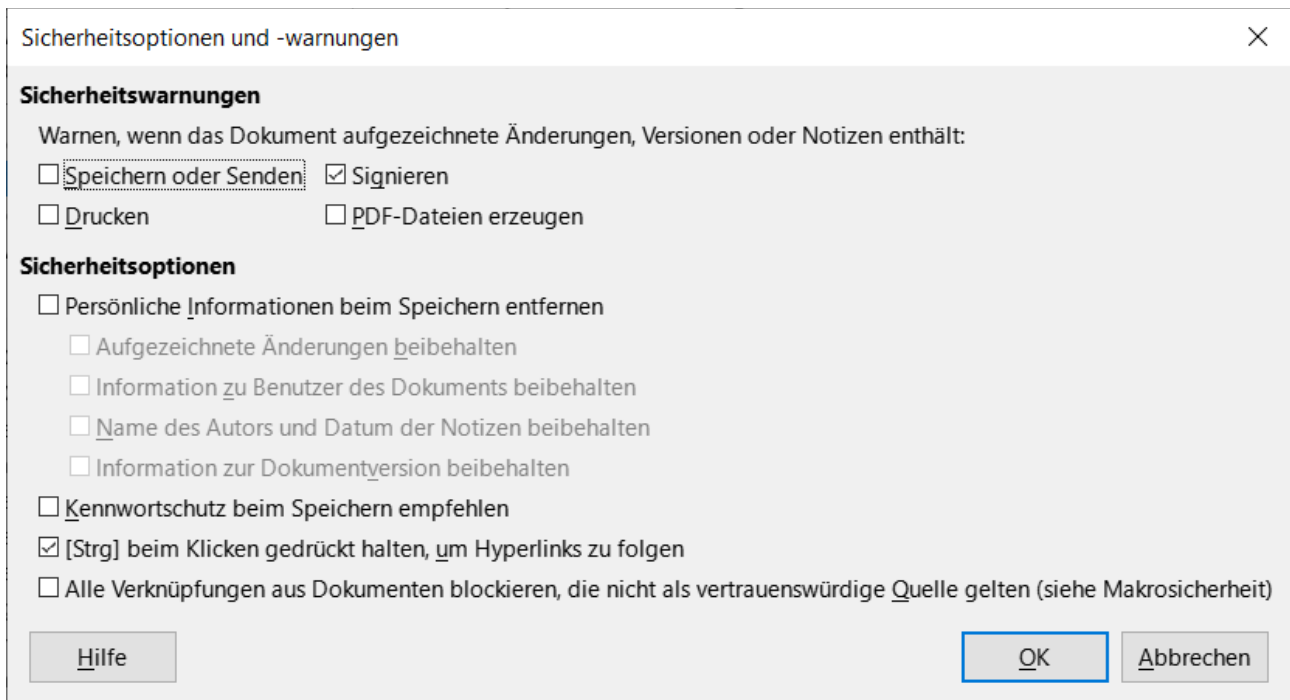 Sicherheitsoptionen und -warnungen
Sicherheitswarnungen
Warnen, wenn das Dokument aufgezeichnete Änderungen, Versionen oder Notizen enthält:
Speichern oder Senden Signieren
Drucken PDF-Dateien erzeugen
Sicherheitsoptionen
Persönliche Informationen beim Speichern entfernen
Aufgezeichnete Änderungen beibehalten
Information zu Benutzer des Dokuments beibehalten
Name des Autors und Datum der Notizen beibehalten
Information zur Dokumentversion beibehalten
Kennwortschutz beim Speichern empfehlen
[Strg] beim Klicken gedrückt halten, um Hyperlinks zu folgen
Alle Verknüpfungen aus Dokumenten blockieren, die nicht als vertrauenswürdige Quelle gelten (siehe Makrosicherheit)
Hilfe OK Abbrechen